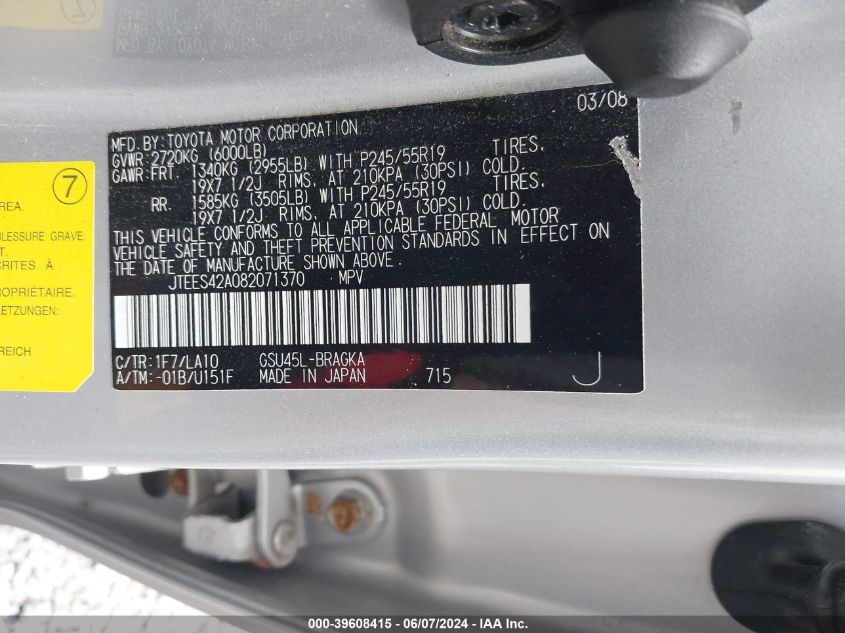 03/08
MFD.BY:TOYOTA MOTOR CORPORATION
GVWR 2720KG (6000LB)
GAWR FRT. 1340KG (2955LB) WITH P245/55R19 TIRES,
19X7 1/2J RIMS, AT 210KPA (30PSI) COLD.
RR. 1585KG (3505LB) WITH P245/55R19 TIRES,
19X7 1/2J RIMS, AT 210KPA (30PSI) COLD.
THIS VEHICLE CONFORMS TO ALL APPLICABLE FEDERAL MOTOR
VEHICLE SAFETY AND THEFT PREVENTION STANDARDS IN EFFECT ON
THE DATE OF MANUFACTURE SHOWN ABOVE.
JTEES42A082071370 MPV
C/TR:1F7/LA10 GSU45L-BRAGKA
A/TM:-01B/U151F MADE IN JAPAN 715 J
7
REA.
BLESSURE GRAVE:
T.
CRITES À
ROPRIÉTAIRE.
LETZUNGEN:
REICH
000-39608415 - 06/07/2024 - IAA Inc.